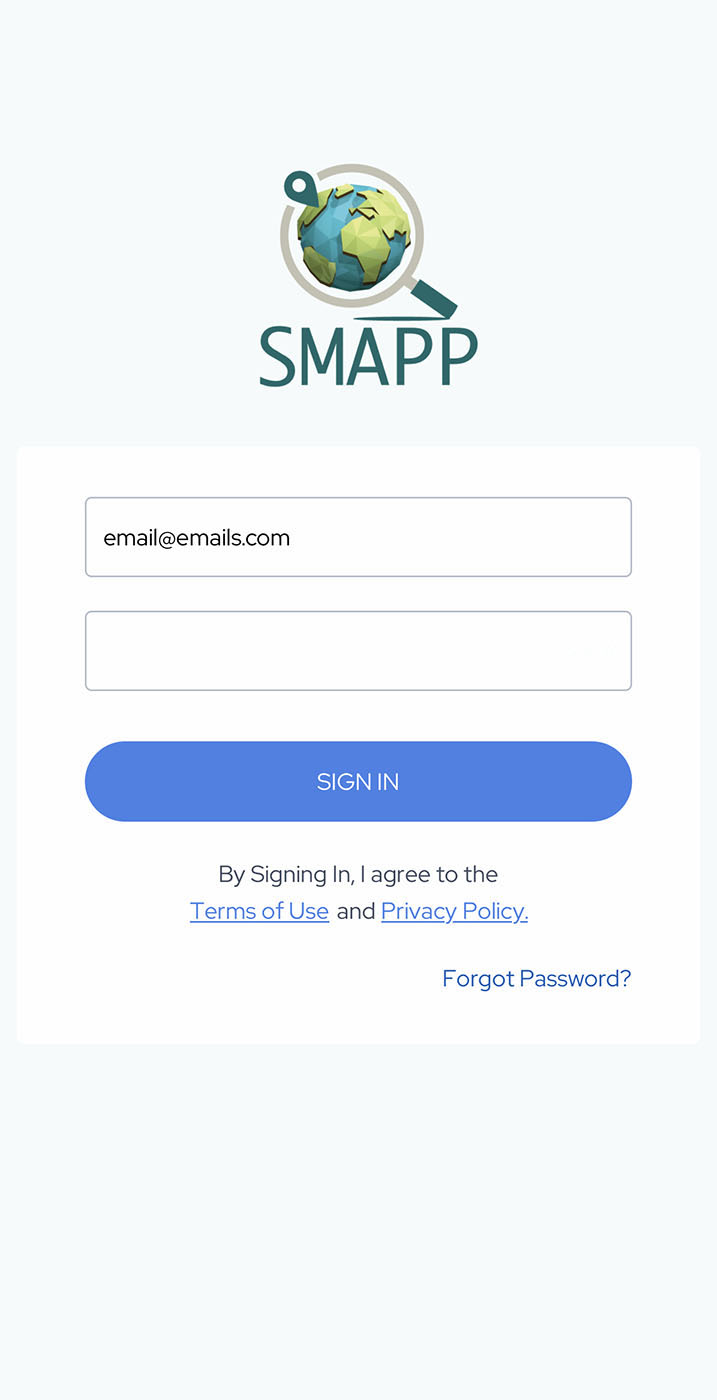 SMAPP
email@emails.com
SIGN IN
By Signing In, I agree to the
Terms of Use and Privacy Policy.
Forgot Password?